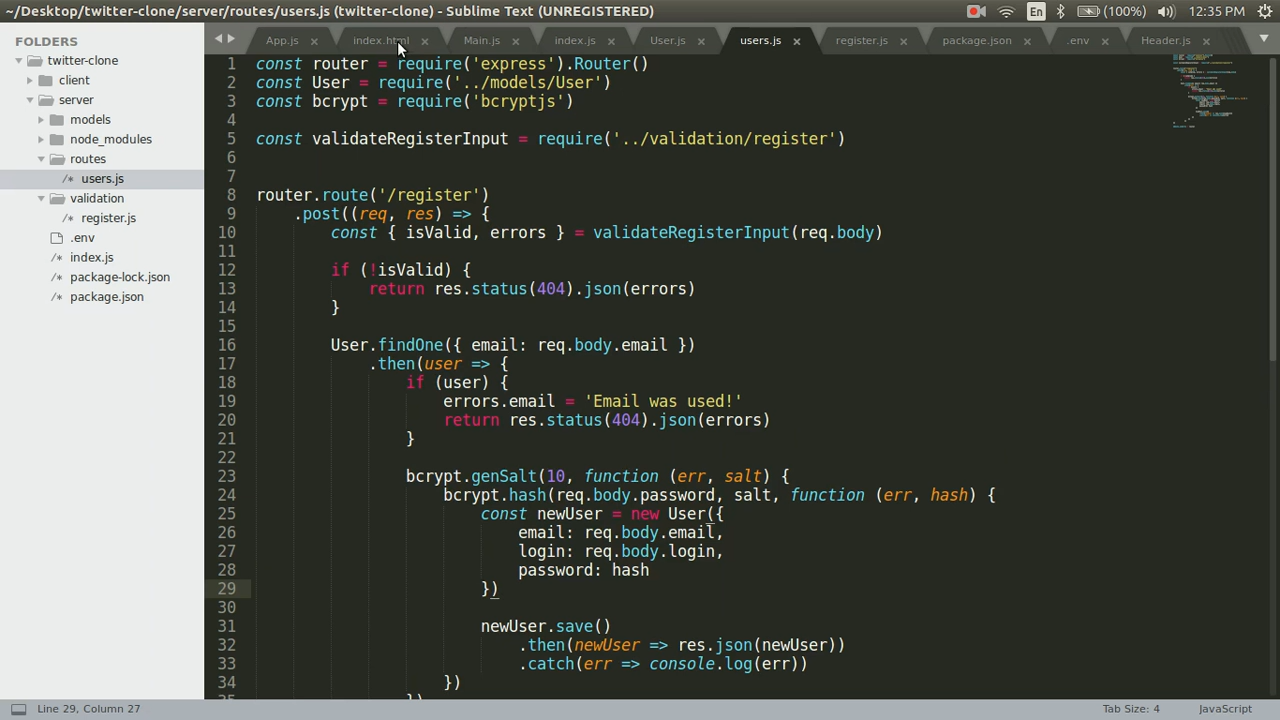 ~/Desktop/twitter-clone/server/routes/users.js (twitter-clone) - Sublime Text (UNREGISTERED)
En
(100%)
12:35 PM
FOLDERS
twitter-clone
client
server
models
node_modules
routes
/* users.js
validation
/* register.js
.env
/* index.js
/* package-lock.json
/* package.json
App.js
index.html
Main.js
index.js
User.js
users.js
register.js
package.json
.env
Header.js
1 const router = require('express').Router()
2 const User = require('../models/User')
3 const bcrypt = require('bcryptjs')
4
5 const validateRegisterInput = require('../validation/register')
6
7
8 router.route('/register')
9 .post((req, res) => {
10 const { isValid, errors } = validateRegisterInput(req.body)
11
12 if (!isValid) {
13 return res.status(404).json(errors)
14 }
15
16 User.findOne({ email: req.body.email })
17 .then(user => {
18 if (user) {
19 errors.email = 'Email was used!'
20 return res.status(404).json(errors)
21 }
22
23 bcrypt.genSalt(10, function (err, salt) {
24 bcrypt.hash(req.body.password, salt, function (err, hash) {
25 const newUser = new User({
26 email: req.body.email,
27 login: req.body.login,
28 password: hash
29 })
30
31 newUser.save()
32 .then(newUser => res.json(newUser))
33 .catch(err => console.log(err))
34 })
35 })
Line 29, Column 27
Tab Size: 4
JavaScript